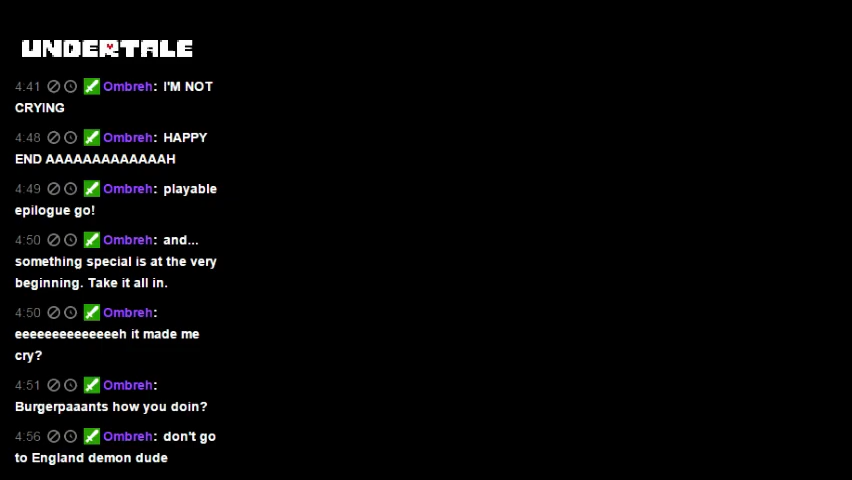 UNDERTALE
4:41 Ombreh: I'M NOT
CRYING
4:48 Ombreh: HAPPY
END AAAAAAAAAAAAAH
4:49 Ombreh: playable
epilogue go!
4:50 Ombreh: and...
something special is at the very
beginning. Take it all in.
4:50 Ombreh:
eeeeeeeeeeeeeeh it made me
cry?
4:51 Ombreh:
Burgerpaaants how you doin?
4:56 Ombreh: don't go
to England demon dude